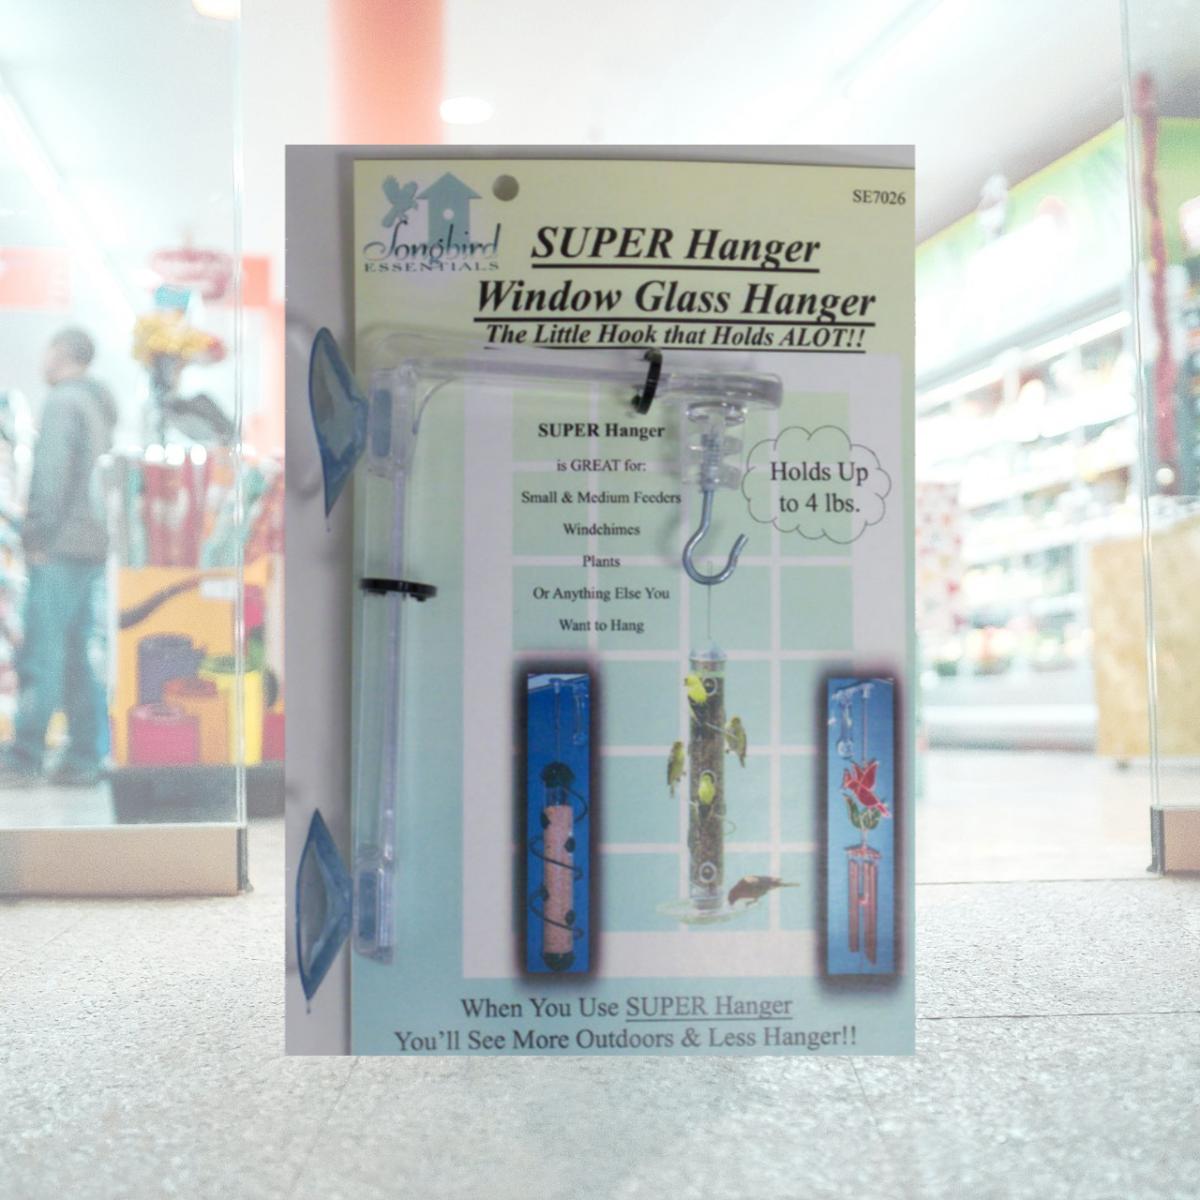 SE7026
Songbird
ESSENTIALS
SUPER Hanger
Window Glass Hanger
The Little Hook that Holds ALOT!!
SUPER Hanger
is GREAT for:
Small & Medium Feeders
Windchimes
Plants
Or Anything Else You
Want to Hang
Holds Up
to 4 lbs.
When You Use SUPER Hanger
You'll See More Outdoors & Less Hanger!!